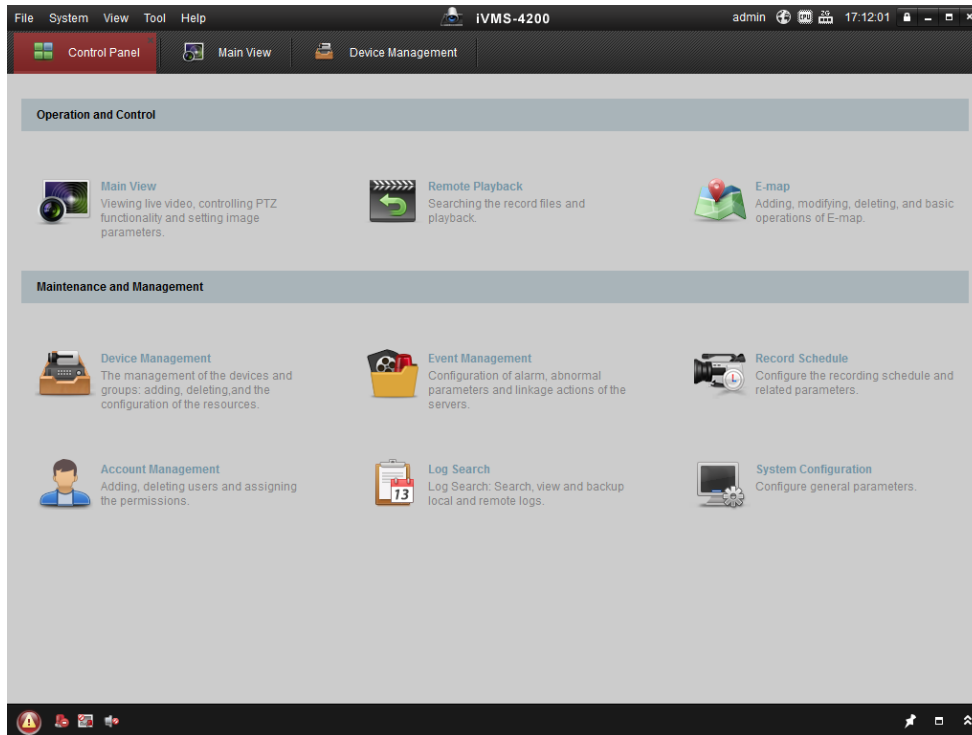 File System View Tool Help iVMS-4200 admin 17:12:01
Control Panel Main View Device Management
Operation and Control
Main View
Viewing live video, controlling PTZ
functionality and setting image
parameters.
Remote Playback
Searching the record files and
playback.
E-map
Adding, modifying, deleting, and basic
operations of E-map.
Maintenance and Management
Device Management
The management of the devices and
groups: adding, deleting,and the
configuration of the resources.
Event Management
Configuration of alarm, abnormal
parameters and linkage actions of the
servers.
Record Schedule
Configure the recording schedule and
related parameters.
Account Management
Adding, deleting users and assigning
the permissions.
13
Log Search
Log Search: Search, view and backup
local and remote logs.
System Configuration
Configure general parameters.